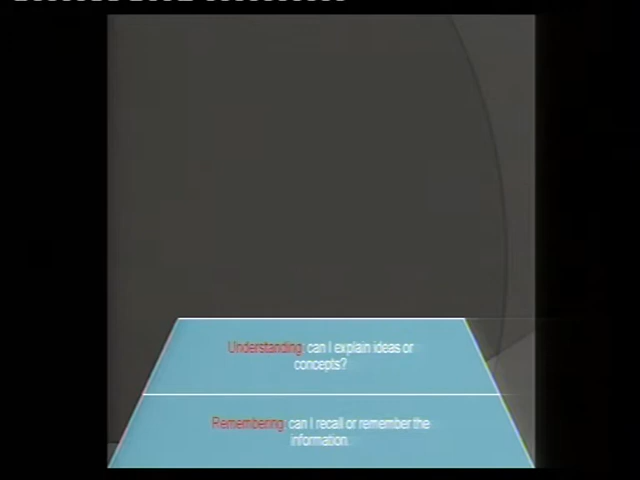 Understanding: can I explain ideas or
concepts?
Remembering: can I recall or remember the
information